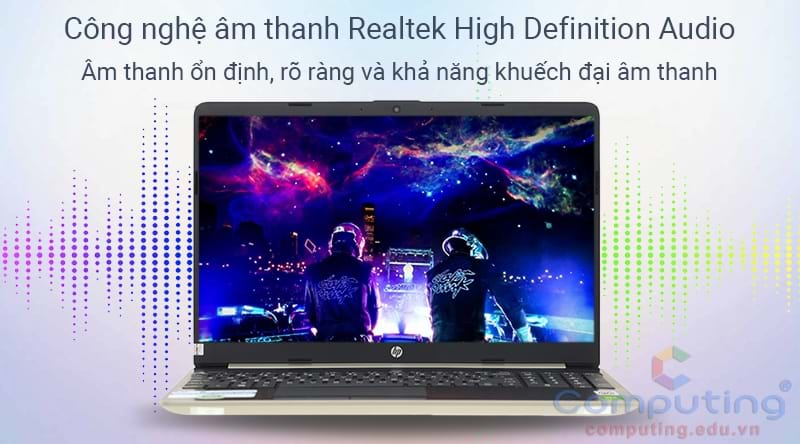 Công nghệ âm thanh Realtek High Definition Audio
Âm thanh ổn định, rõ ràng và khả năng khuếch đại âm thanh
hp
Computing®
computing.edu.vn